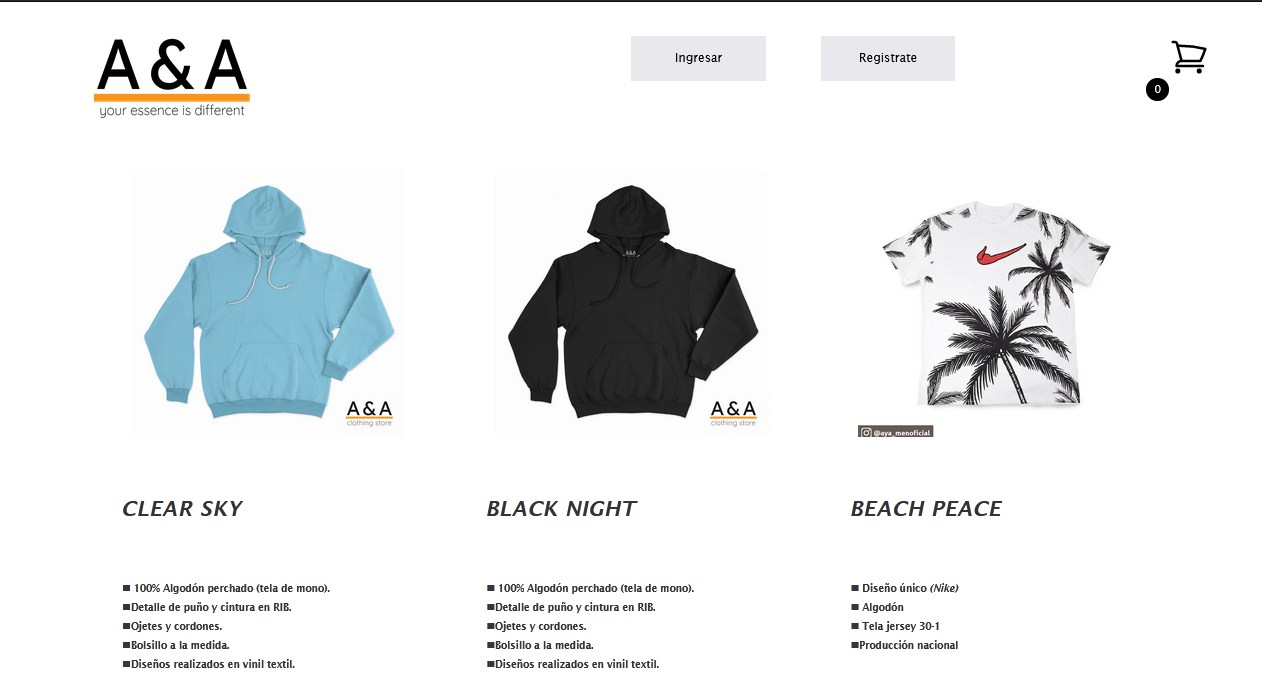 A & A
your essence is different
Ingresar
Registrate
0
A & A
A & A
clothing store
A & A
clothing store
@aya_menoficial
CLEAR SKY
BLACK NIGHT
BEACH PEACE
■ 100% Algodón perchado (tela de mono).
■Detalle de puño y cintura en RIB.
■Ojetes y cordones.
■Bolsillo a la medida.
■Diseños realizados en vinil textil.
■ 100% Algodón perchado (tela de mono).
■Detalle de puño y cintura en RIB.
■Ojetes y cordones.
■Bolsillo a la medida.
■Diseños realizados en vinil textil.
■ Diseño único (Nike)
■ Algodón
■ Tela jersey 30-1
■Producción nacional